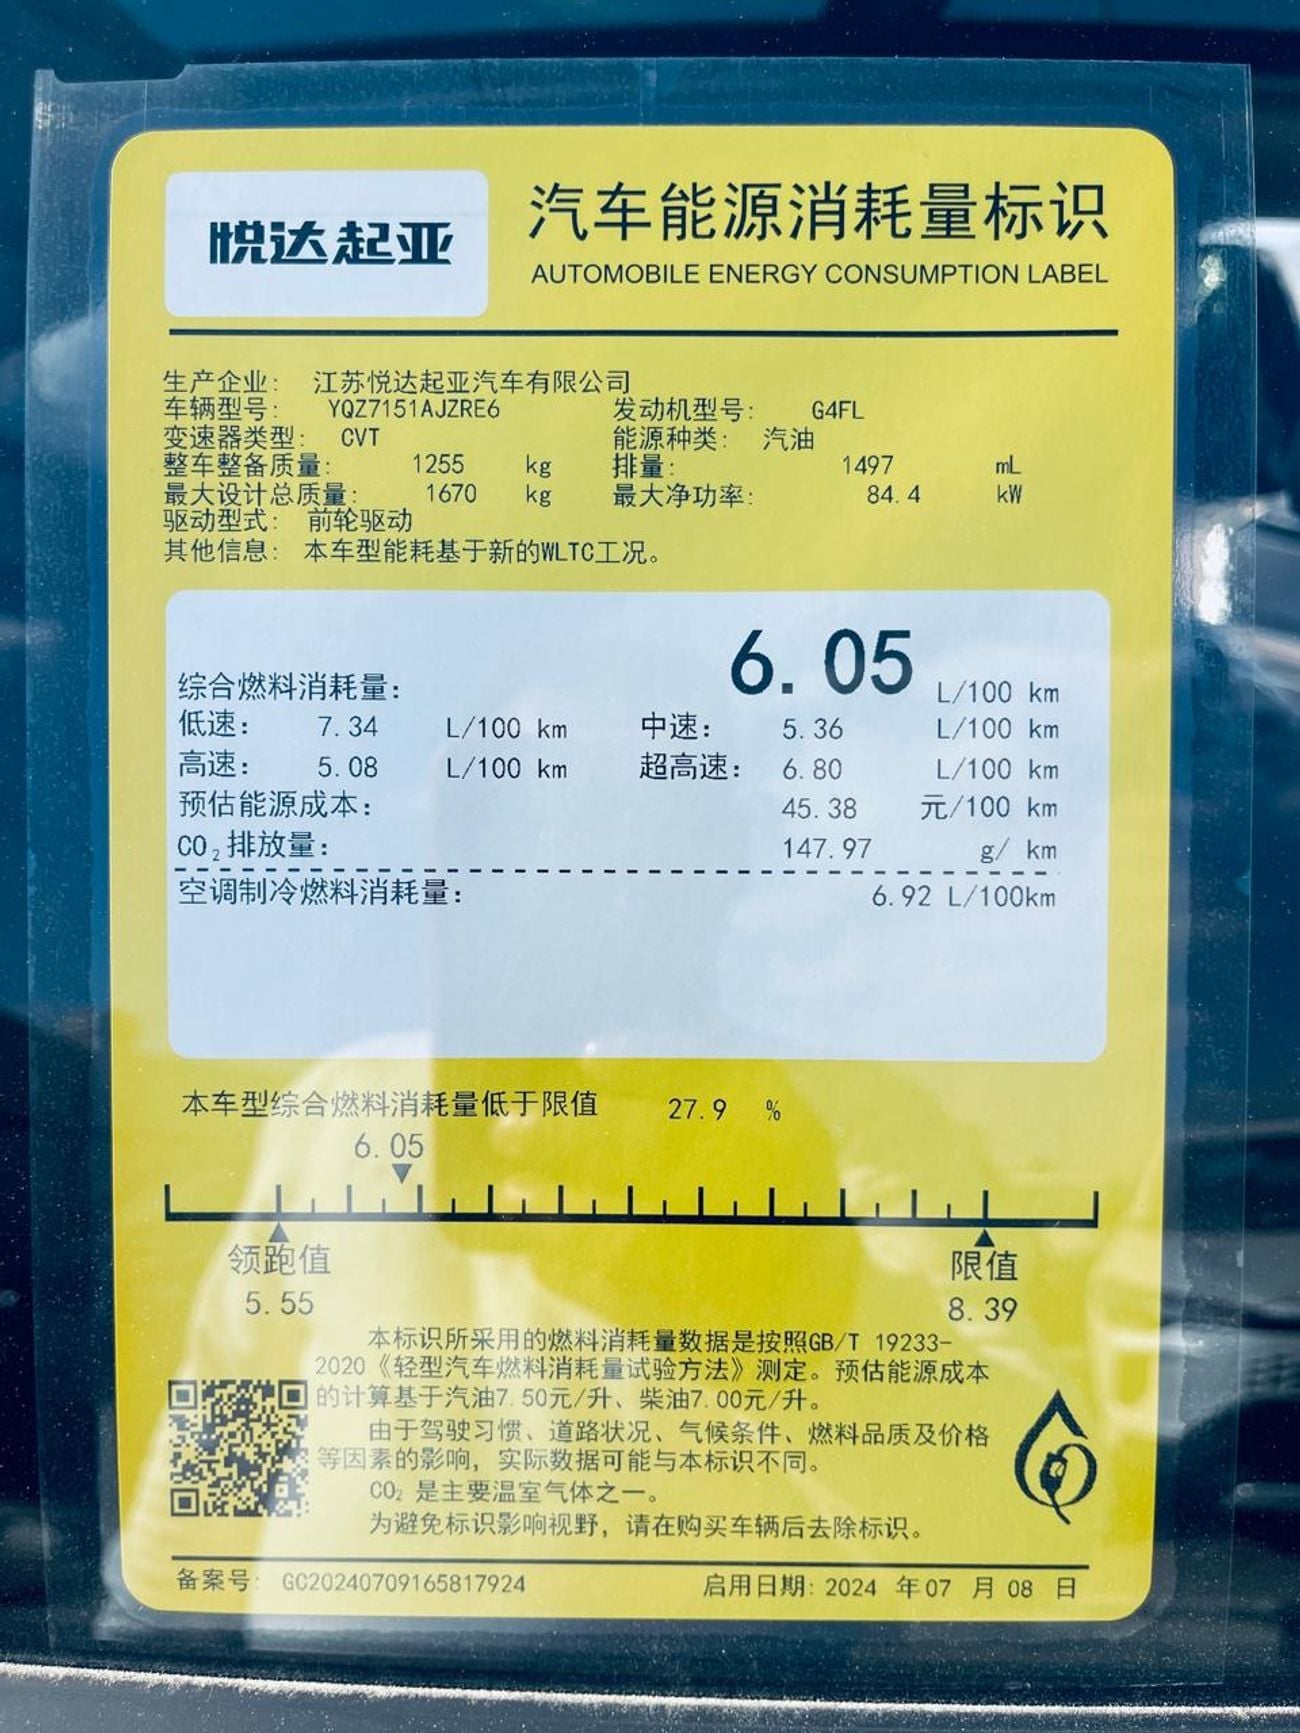 悦达起亚
汽车能源消耗量标识
AUTOMOBILE ENERGY CONSUMPTION LABEL
生产企业: 江苏悦达起亚汽车有限公司
车辆型号: YQZ7151AJZRE6 发动机型号: G4FL
变速器类型: CVT 能源种类: 汽油
整车整备质量: 1255 kg 排量: 1497 mL
最大设计总质量: 1670 kg 最大净功率: 84.4 kW
驱动型式: 前轮驱动
其他信息: 本车型能耗基于新的WLTC工况。
综合燃料消耗量: 6.05 L/100 km
低速: 7.34 L/100 km 中速: 5.36 L/100 km
高速: 5.08 L/100 km 超高速: 6.80 L/100 km
预估能源成本: 45.38 元/100 km
CO₂排放量: 147.97 g/ km
空调制冷燃料消耗量: 6.92 L/100km
本车型综合燃料消耗量低于限值 27.9 %
6.05
领跑值 限值
5.55 8.39
本标识所采用的燃料消耗量数据是按照GB/T 19233-
2020《轻型汽车燃料消耗量试验方法》测定。预估能源成本
的计算基于汽油7.50元/升、柴油7.00元/升。
由于驾驶习惯、道路状况、气候条件、燃料品质及价格
等因素的影响，实际数据可能与本标识不同。
CO₂ 是主要温室气体之一。
为避免标识影响视野，请在购买车辆后去除标识。
备案号: GC20240709165817924 启用日期: 2024 年07 月 08 日